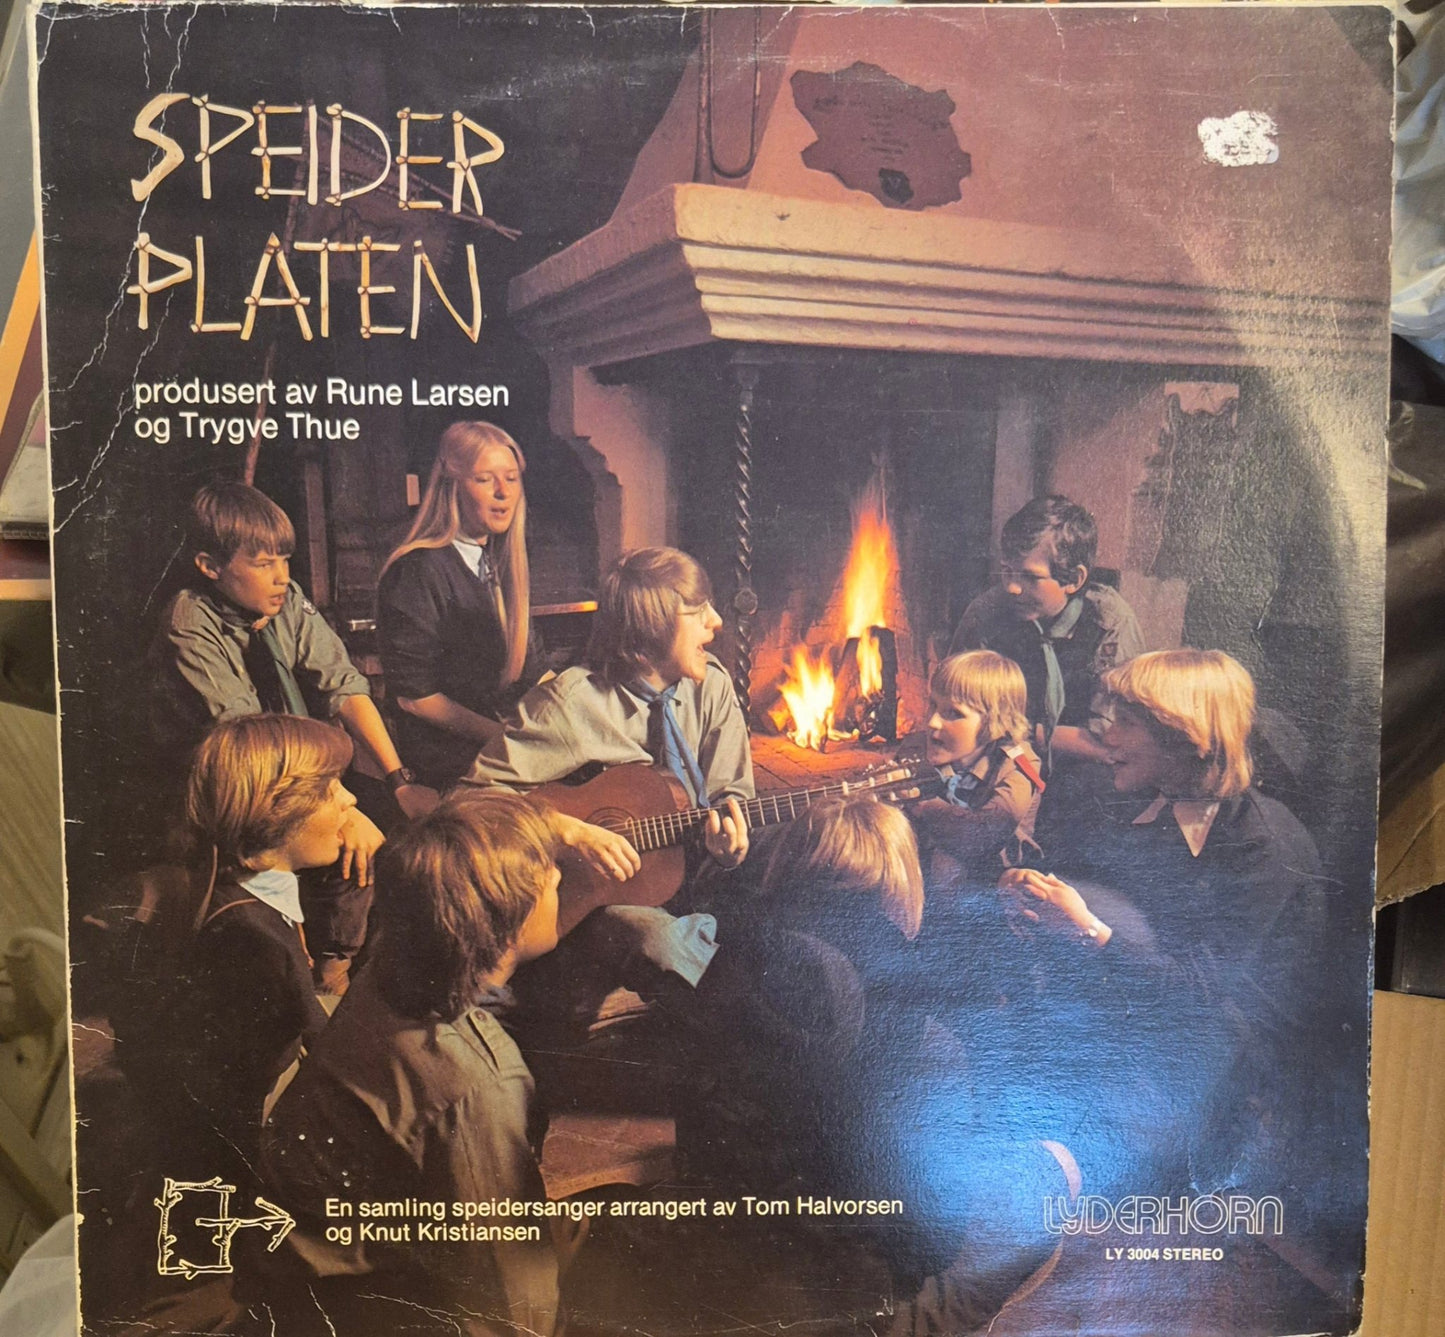 SPEIDER
PLATEN
produsert av Rune Larsen
og Trygve Thue
En samling speidersanger arrangert av Tom Halvorsen
og Knut Kristiansen
LYDERHORN
LY 3004 STEREO